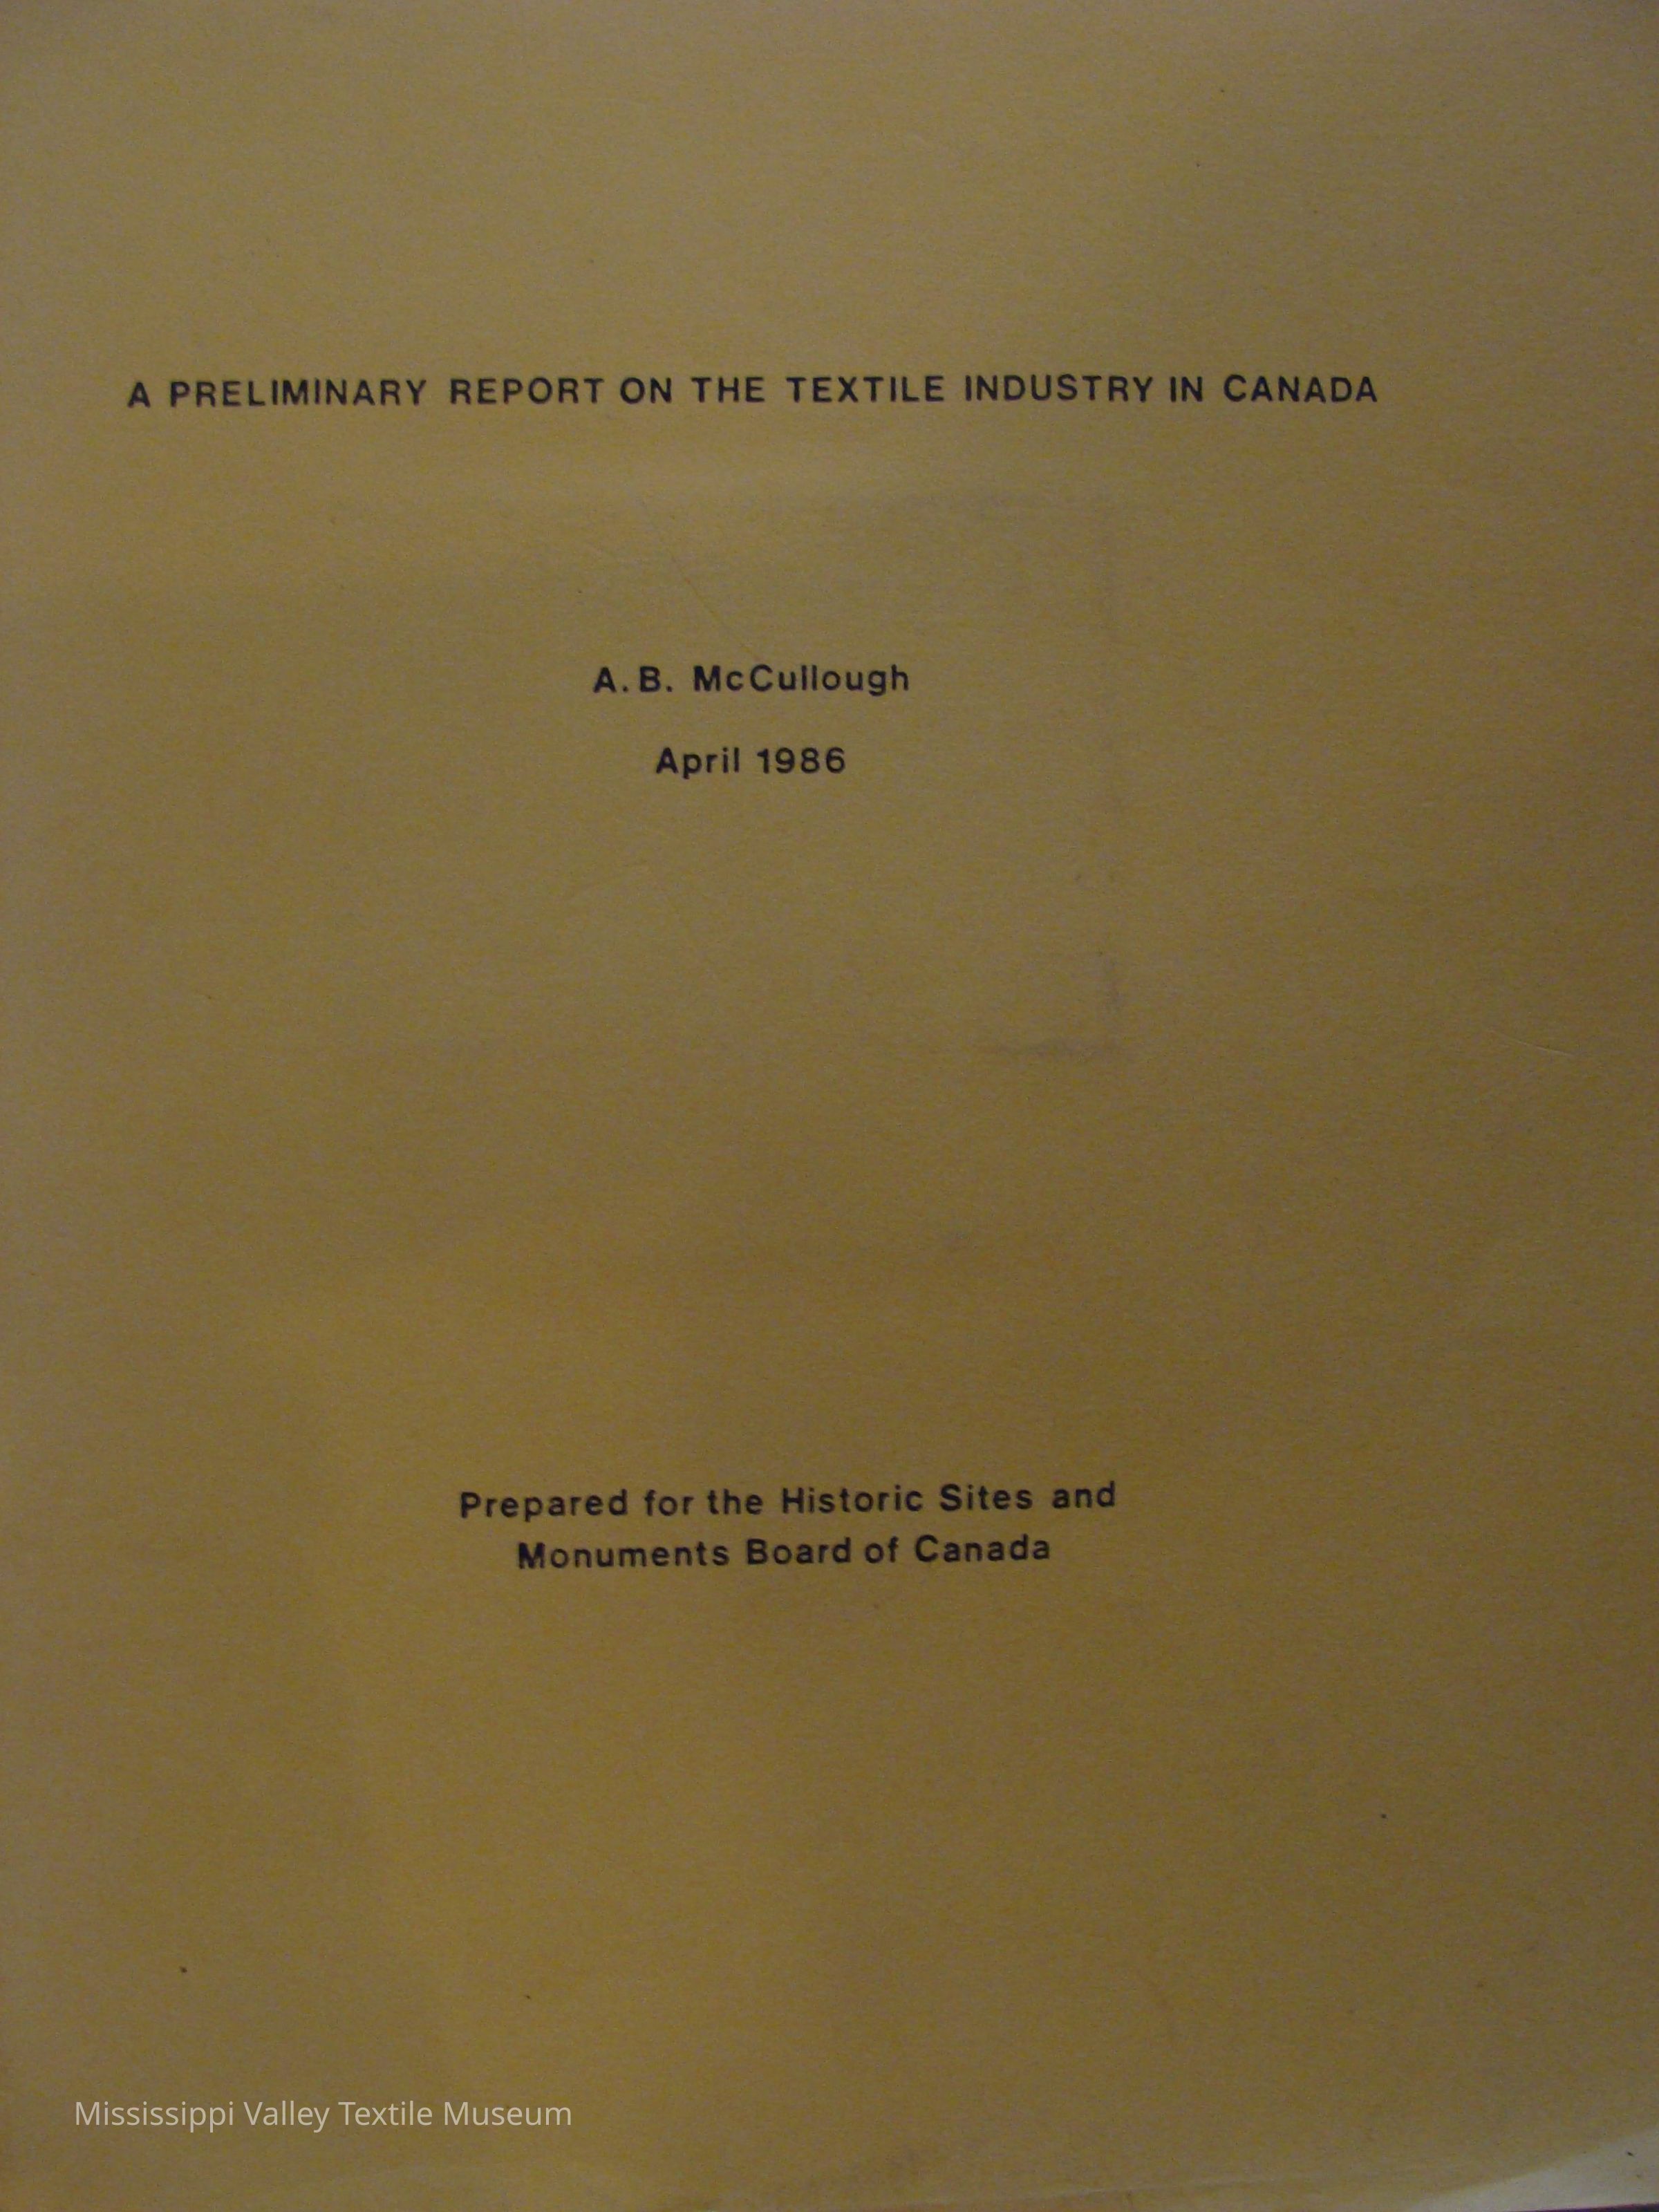 A PRELIMINARY REPORT ON THE TEXTILE INDUSTRY IN CANADA
A. B. McCullough
April 1986
Prepared for the Historic Sites and
Monuments Board of Canada
Mississippi Valley Textile Museum